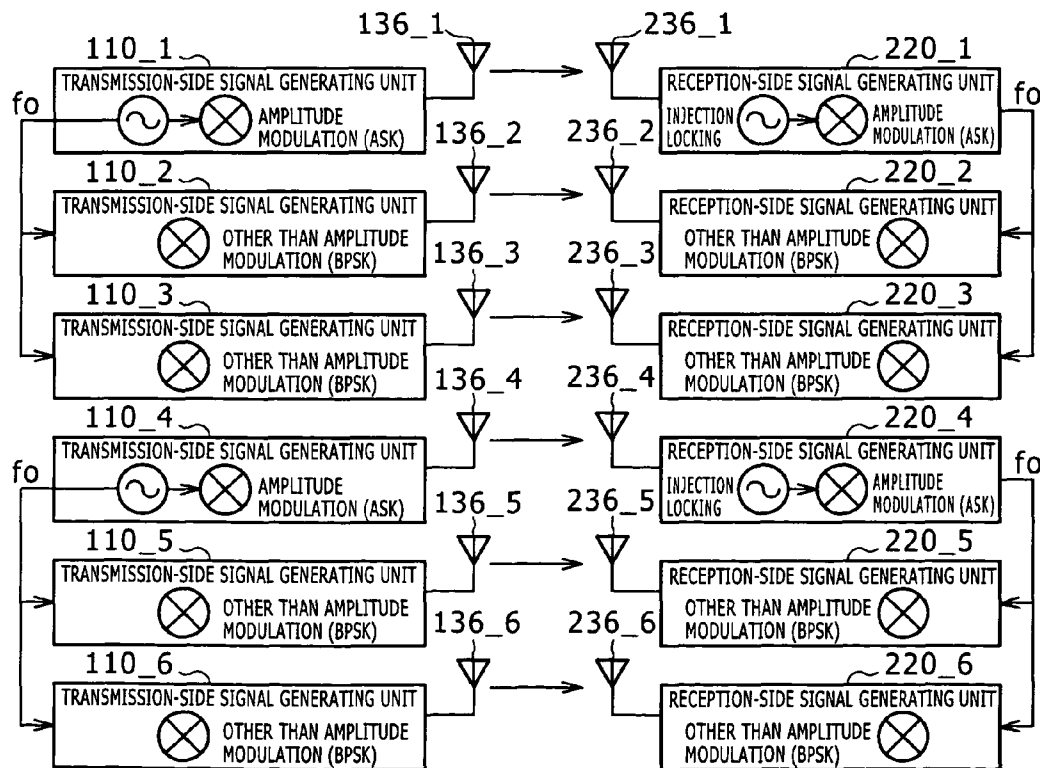 136_1
236_1
110_1
220_1
TRANSMISSION-SIDE SIGNAL GENERATING UNIT
RECEPTION-SIDE SIGNAL GENERATING UNIT
fo
AMPLITUDE
MODULATION (ASK)
INJECTION
LOCKING
AMPLITUDE
MODULATION (ASK)
fo
136_2
236_2
110_2
220_2
TRANSMISSION-SIDE SIGNAL GENERATING UNIT
RECEPTION-SIDE SIGNAL GENERATING UNIT
OTHER THAN AMPLITUDE
MODULATION (BPSK)
OTHER THAN AMPLITUDE
MODULATION (BPSK)
136_3
236_3
110_3
220_3
TRANSMISSION-SIDE SIGNAL GENERATING UNIT
RECEPTION-SIDE SIGNAL GENERATING UNIT
OTHER THAN AMPLITUDE
MODULATION (BPSK)
OTHER THAN AMPLITUDE
MODULATION (BPSK)
136_4
236_4
110_4
220_4
TRANSMISSION-SIDE SIGNAL GENERATING UNIT
RECEPTION-SIDE SIGNAL GENERATING UNIT
fo
AMPLITUDE
MODULATION (ASK)
INJECTION
LOCKING
AMPLITUDE
MODULATION (ASK)
fo
136_5
236_5
110_5
220_5
TRANSMISSION-SIDE SIGNAL GENERATING UNIT
RECEPTION-SIDE SIGNAL GENERATING UNIT
OTHER THAN AMPLITUDE
MODULATION (BPSK)
OTHER THAN AMPLITUDE
MODULATION (BPSK)
136_6
236_6
110_6
220_6
TRANSMISSION-SIDE SIGNAL GENERATING UNIT
RECEPTION-SIDE SIGNAL GENERATING UNIT
OTHER THAN AMPLITUDE
MODULATION (BPSK)
OTHER THAN AMPLITUDE
MODULATION (BPSK)